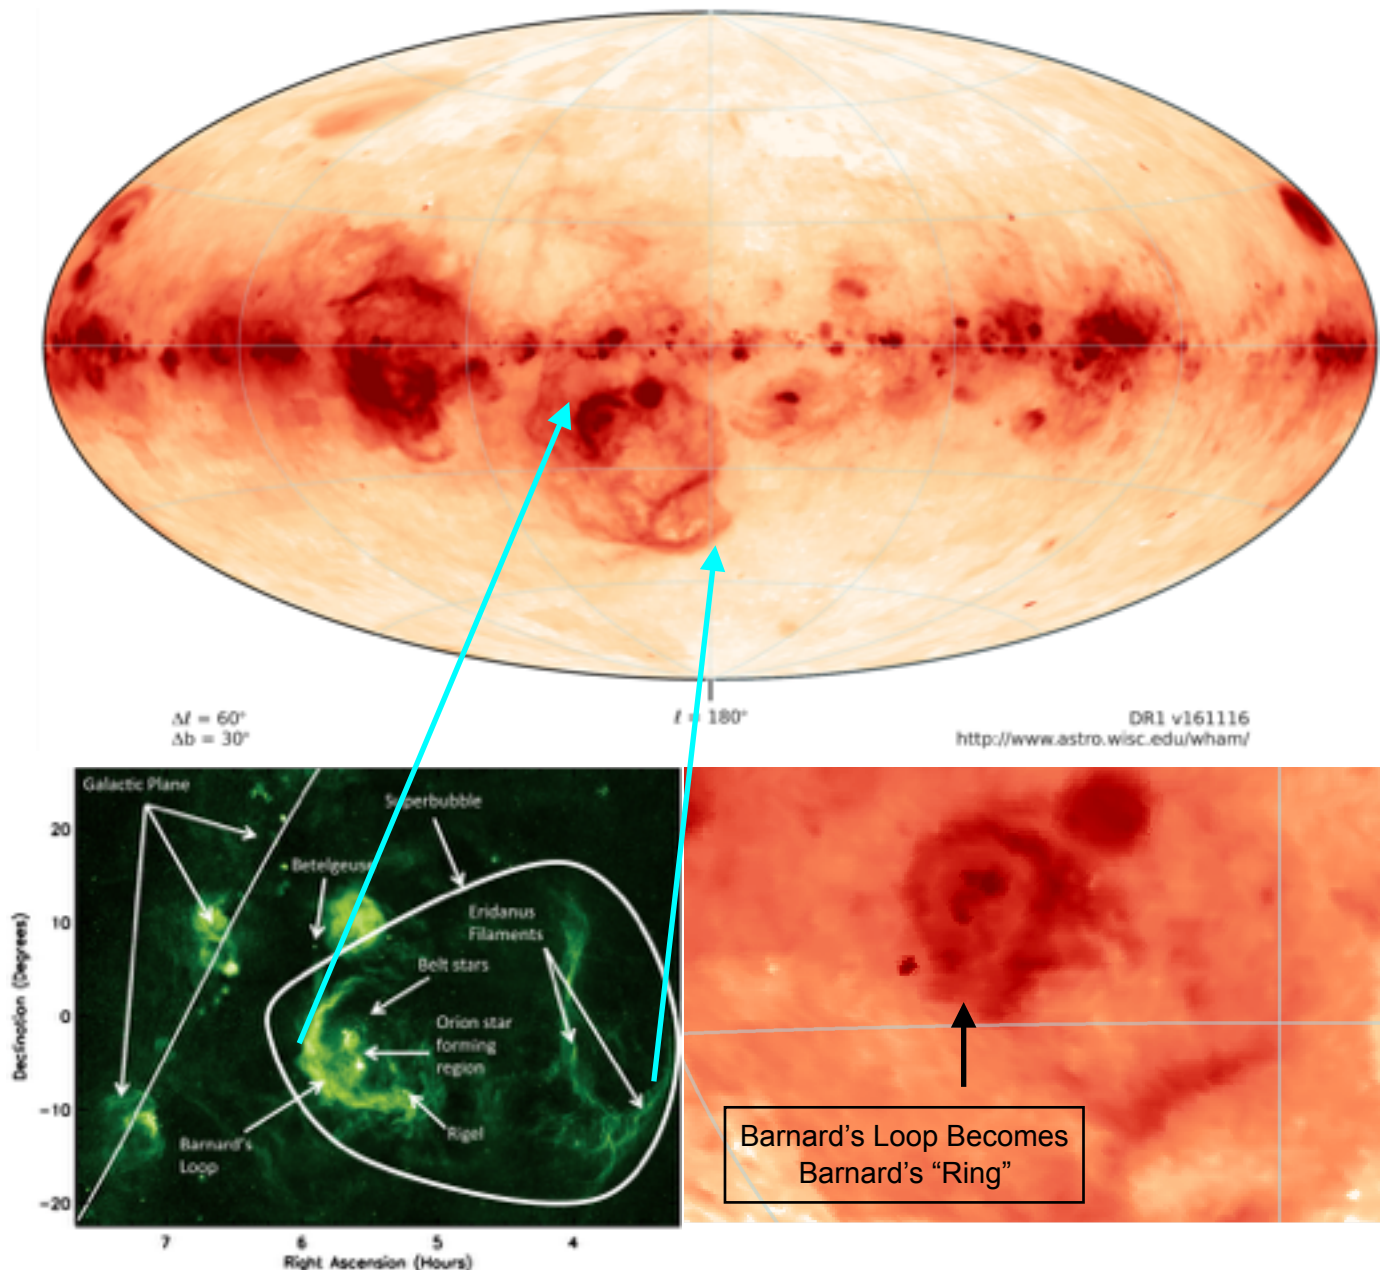 Δℓ = 60°
Δb = 30°
ℓ = 180°
DR1 v161116
http://www.astro.wisc.edu/wham/
Galactic Plane
Superbubble
Betelgeuse
Eridanus
Filaments
Belt stars
Orion star
forming
region
Barnard's
Loop
Rigel
Declination (Degrees)
20
10
0
−10
−20
7
6
5
4
Right Ascension (Hours)
Barnard’s Loop Becomes
Barnard’s “Ring”